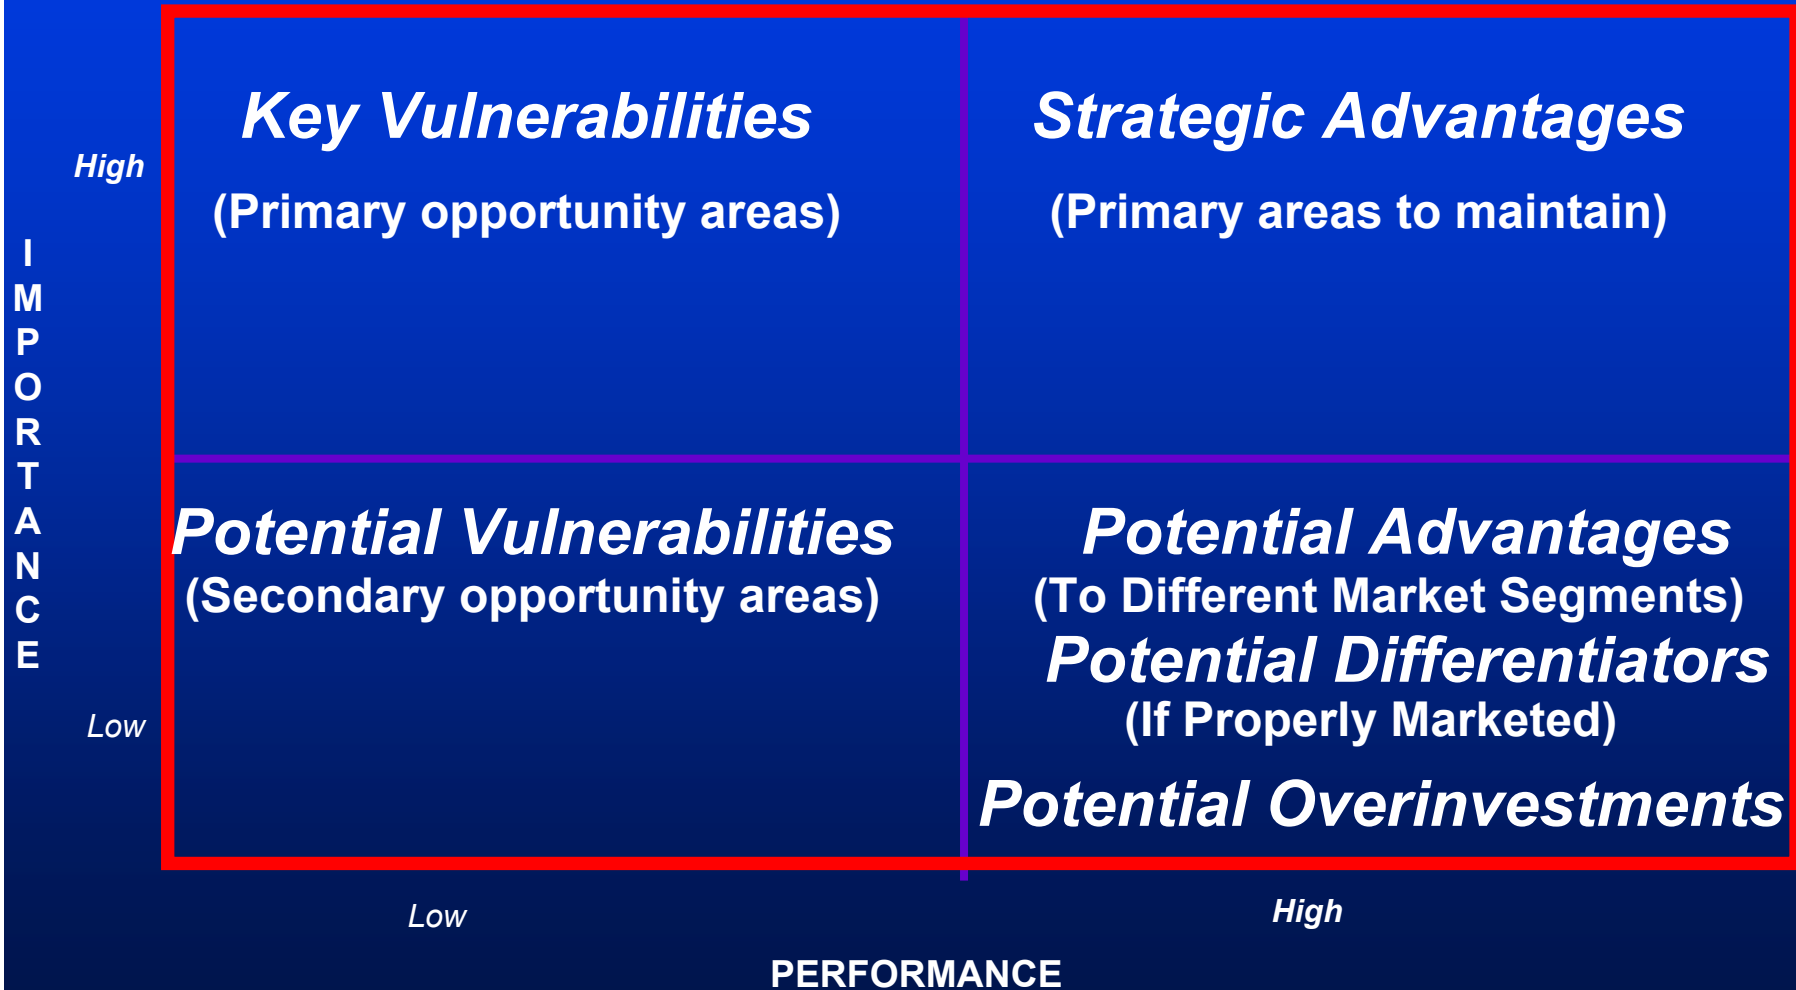 Key Vulnerabilities
(Primary opportunity areas)
Strategic Advantages
(Primary areas to maintain)
High
I
M
P
O
R
T
A
N
C
E
Low
Potential Vulnerabilities
(Secondary opportunity areas)
Potential Advantages
(To Different Market Segments)
Potential Differentiators
(If Properly Marketed)
Potential Overinvestments
Low
High
PERFORMANCE